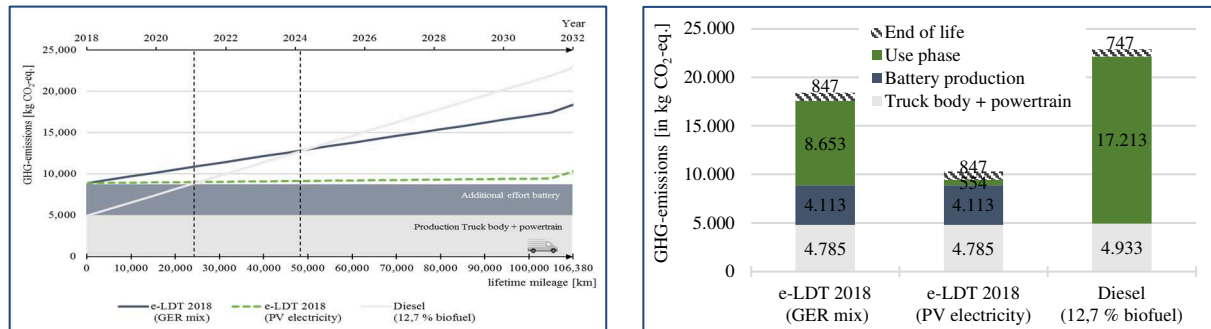 Year
2018 2020 2022 2024 2026 2028 2030 2032
25,000
20,000
15,000
10,000
5,000
0
GHG-emissions [kg CO₂-eq.]
Additional effort battery
Production Truck body + powertrain
0 10,000 20,000 30,000 40,000 50,000 60,000 70,000 80,000 90,000 100,000 106,380
lifetime mileage [km]
e-LDT 2018 (GER mix)
e-LDT 2018 (PV electricity)
Diesel (12,7 % biofuel)
GHG-emissions [in kg CO₂-eq.]
25.000
20.000
15.000
10.000
5.000
0
End of life
Use phase
Battery production
Truck body + powertrain
847
8.653
4.113
4.785
847
554
4.113
4.785
747
17.213
4.933
e-LDT 2018
(GER mix)
e-LDT 2018
(PV electricity)
Diesel
(12,7 % biofuel)